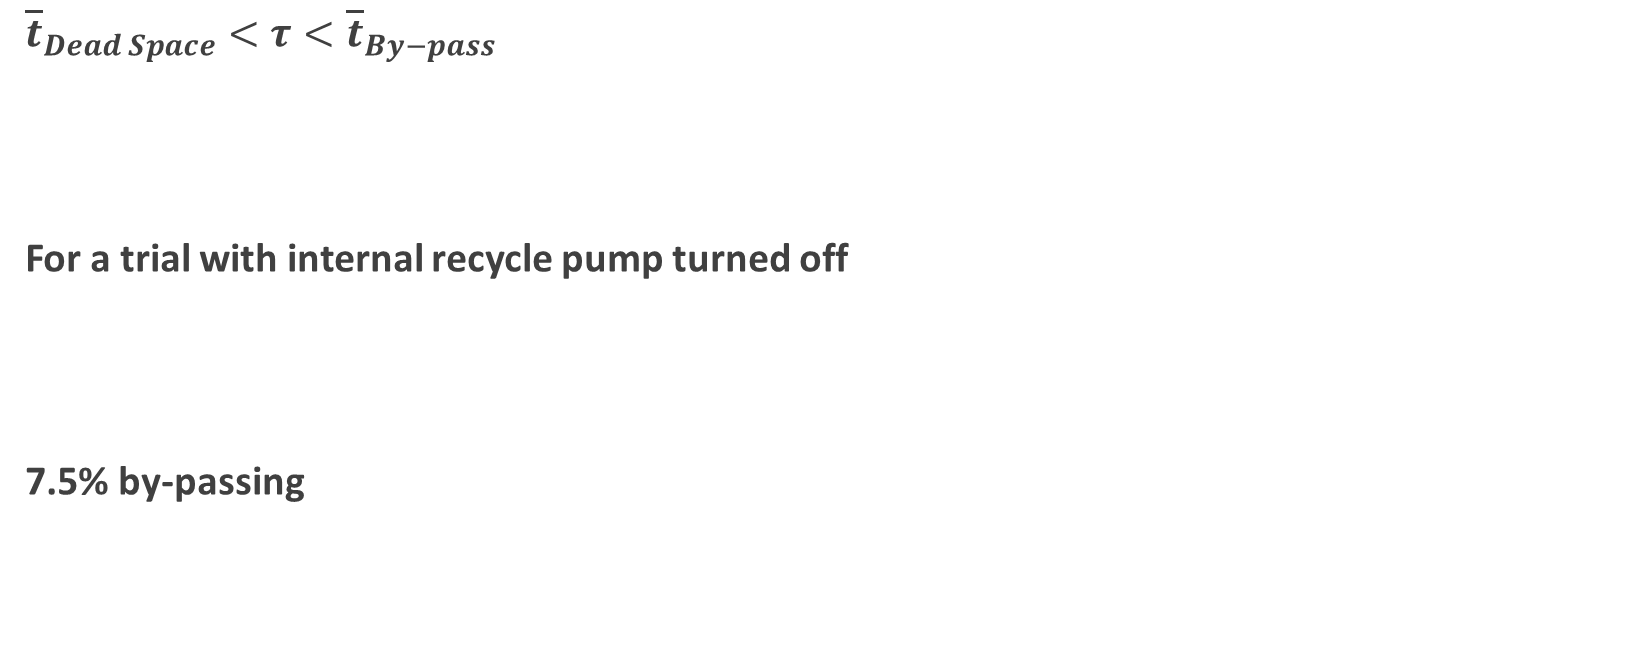 t̅Dead Space < τ < t̅By−pass
For a trial with internal recycle pump turned off
7.5% by-passing